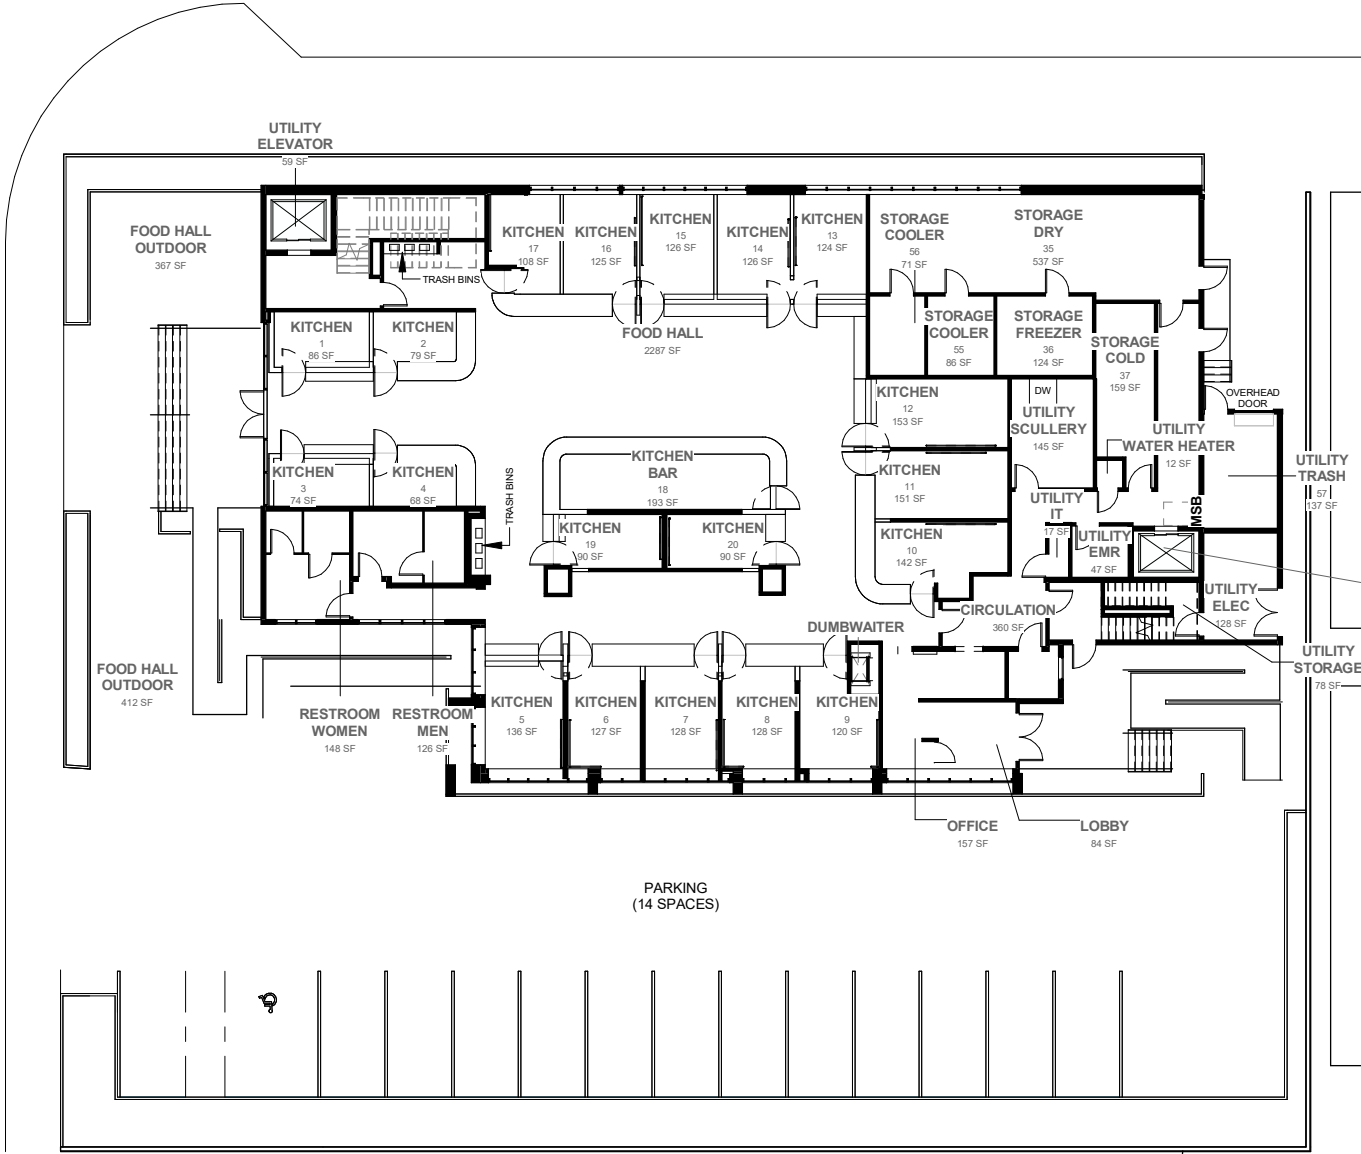 UTILITY
ELEVATOR
59 SF
FOOD HALL
OUTDOOR
367 SF
TRASH BINS
KITCHEN
17
108 SF
KITCHEN
16
125 SF
KITCHEN
15
126 SF
KITCHEN
14
126 SF
KITCHEN
13
124 SF
STORAGE
COOLER
56
71 SF
STORAGE
DRY
35
537 SF
KITCHEN
1
86 SF
KITCHEN
2
79 SF
FOOD HALL
2287 SF
STORAGE
COOLER
55
86 SF
STORAGE
FREEZER
36
124 SF
STORAGE
COLD
37
159 SF
OVERHEAD
DOOR
KITCHEN
12
153 SF
DW
UTILITY
SCULLERY
145 SF
UTILITY
WATER HEATER
12 SF
KITCHEN
3
74 SF
KITCHEN
4
68 SF
TRASH BINS
KITCHEN
BAR
18
193 SF
KITCHEN
11
151 SF
UTILITY
TRASH
57
137 SF
UTILITY
IT
17 SF
MSB
KITCHEN
19
90 SF
KITCHEN
20
90 SF
KITCHEN
10
142 SF
UTILITY
EMR
47 SF
UTILITY
ELEC
128 SF
CIRCULATION
360 SF
DUMBWAITER
UTILITY
STORAGE
78 SF
FOOD HALL
OUTDOOR
412 SF
RESTROOM
WOMEN
148 SF
RESTROOM
MEN
126 SF
KITCHEN
5
136 SF
KITCHEN
6
127 SF
KITCHEN
7
128 SF
KITCHEN
8
128 SF
KITCHEN
9
120 SF
OFFICE
157 SF
LOBBY
84 SF
PARKING
(14 SPACES)